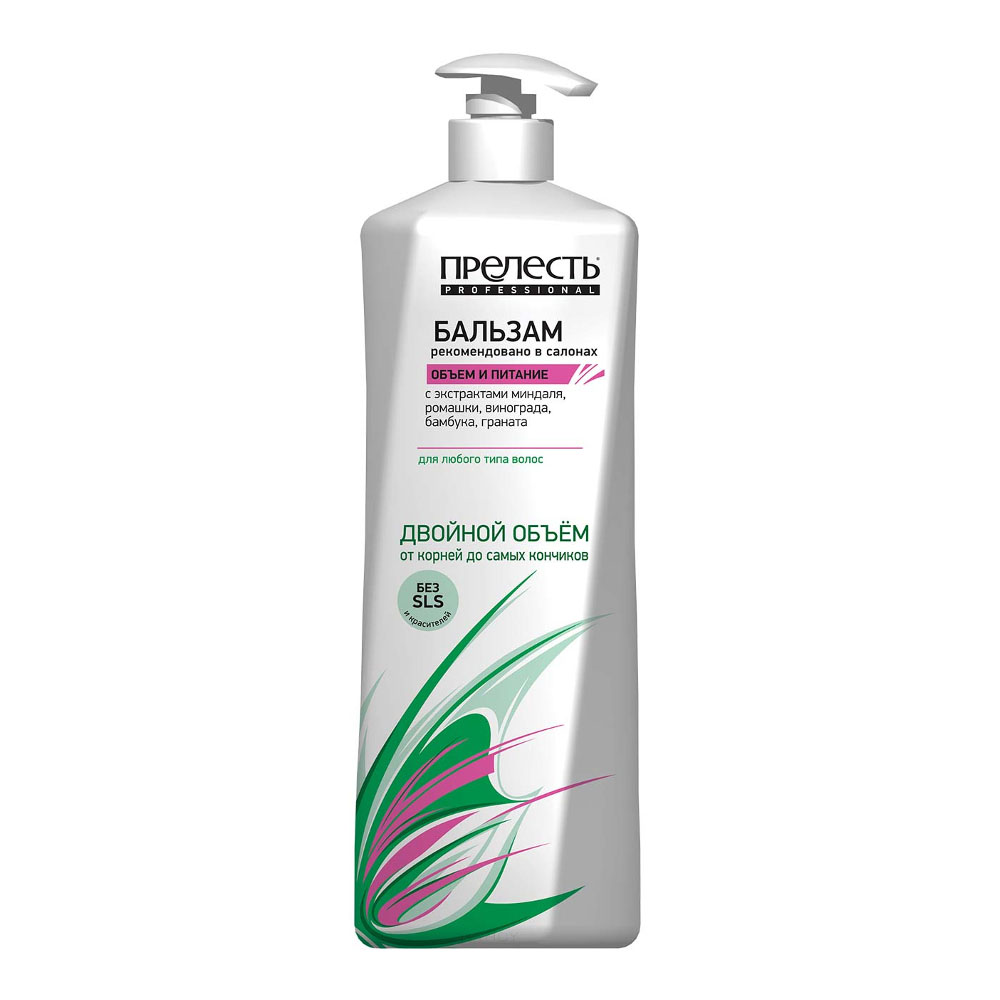 ПРЕЛЕСТЬ®
PROFESSIONAL
БАЛЬЗАМ
рекомендовано в салонах
ОБЪЕМ И ПИТАНИЕ
с экстрактами миндаля,
ромашки, винограда,
бамбука, граната
для любого типа волос
ДВОЙНОЙ ОБЪЁМ
от корней до самых кончиков
БЕЗ
SLS
и красителей